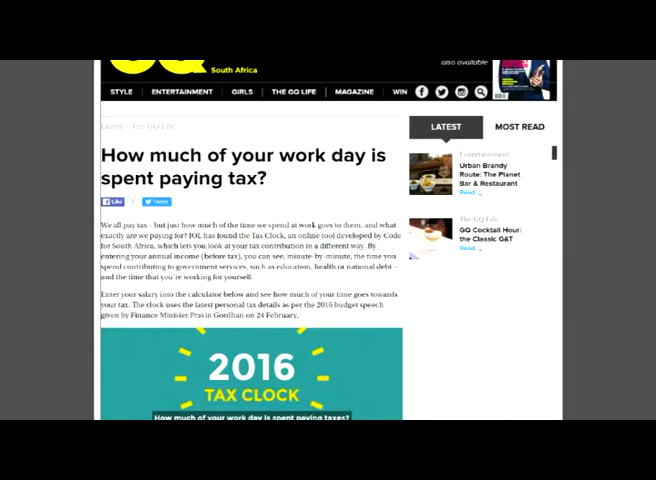 GQ
South Africa
also available
STYLE ENTERTAINMENT GIRLS THE GQ LIFE MAGAZINE WIN
Home · The GQ Life
How much of your work day is
spent paying tax?
Like
Tweet
We all pay tax – but just how much of the time we spend at work goes to them, and what
exactly are we paying for? IOL has found the Tax Clock, an online tool developed by Code
for South Africa, which lets you look at your tax contribution in a different way. By
entering your annual income (before tax), you can see, minute-by-minute, the time you
spend contributing to government services, such as education, health or national debt –
and the time that you're working for yourself.
Enter your salary into the calculator below and see how much of your time goes towards
your tax. The clock uses the latest personal tax details as per the 2016 budget speech
given by Finance Minister Pravin Gordhan on 24 February.
2016
TAX CLOCK
How much of your work day is spent paying taxes?
LATEST
MOST READ
Entertainment
Urban Brandy
Route: The Planet
Bar & Restaurant
Read
The GQ Life
GQ Cocktail Hour:
the Classic G&T
Read